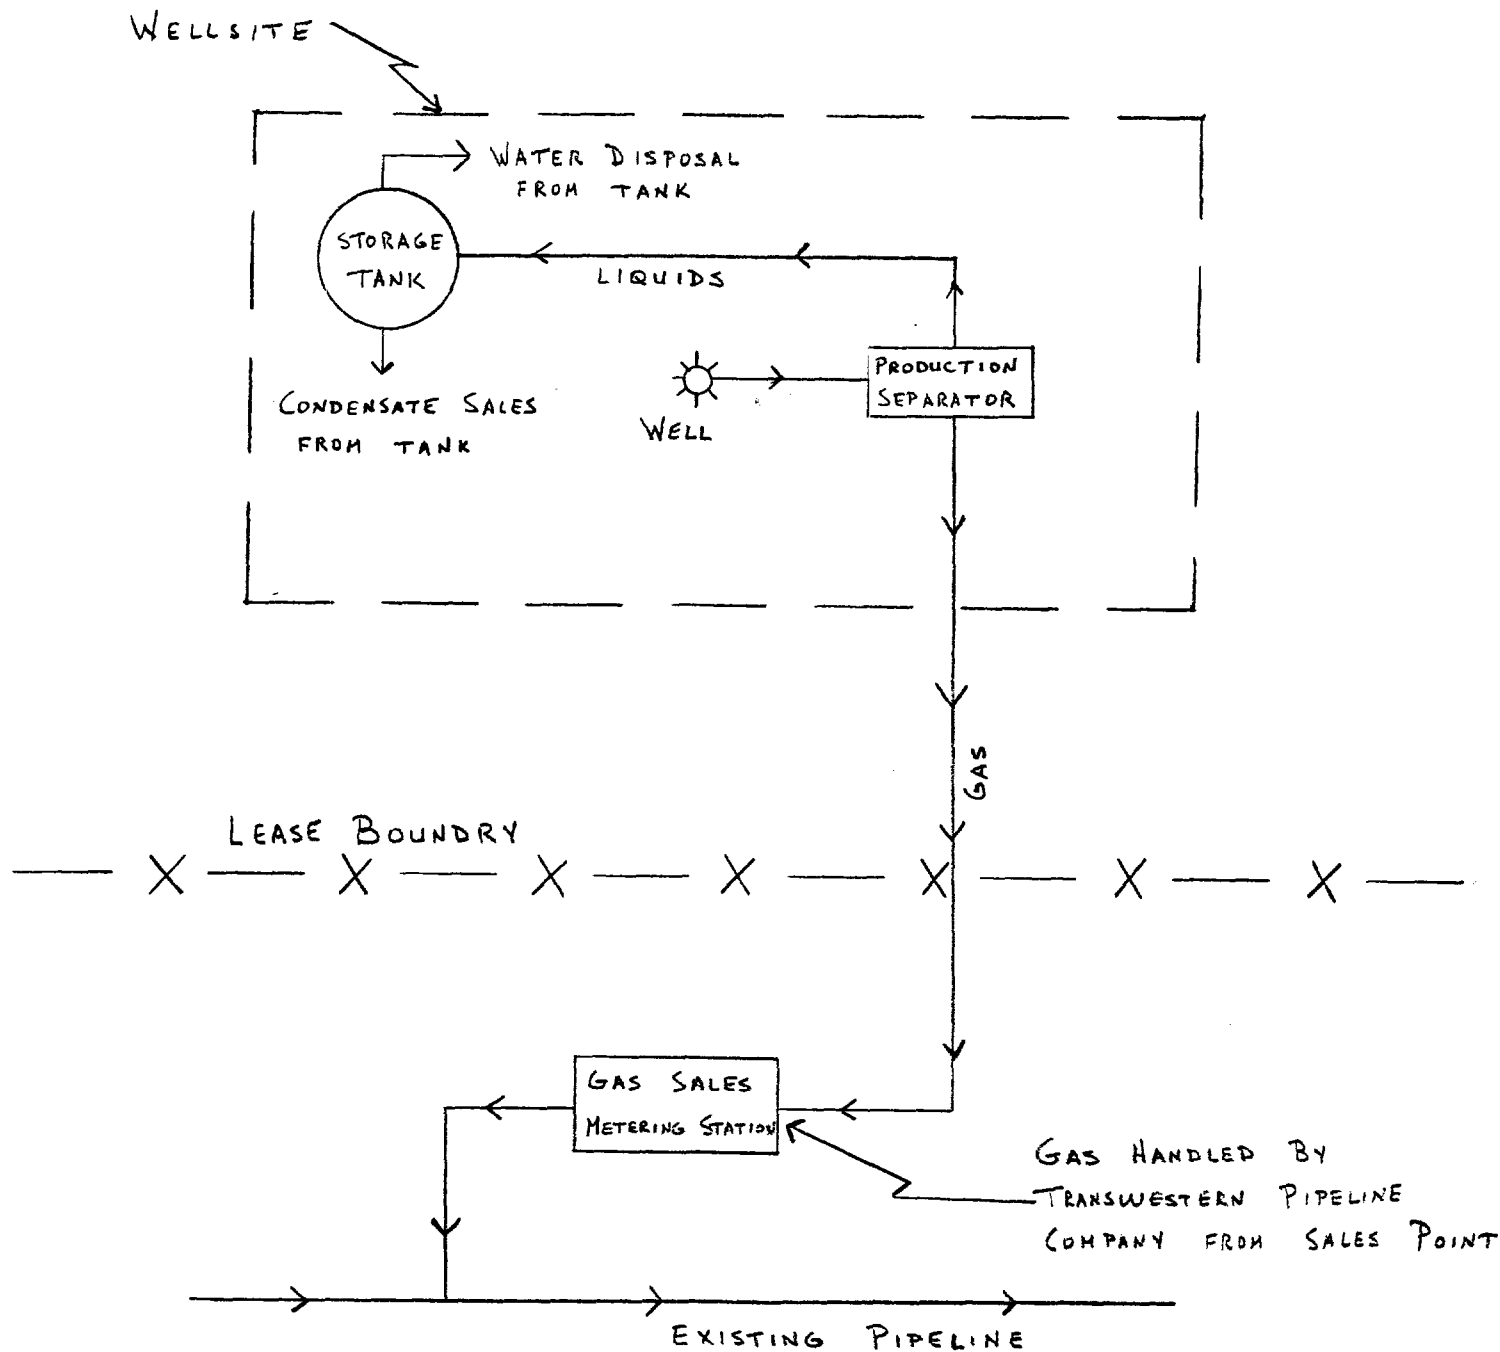 WELLSITE
WATER DISPOSAL
FROM TANK
STORAGE
TANK
LIQUIDS
PRODUCTION
SEPARATOR
CONDENSATE SALES
FROM TANK
WELL
GAS
LEASE BOUNDRY
GAS SALES
METERING STATION
GAS HANDLED BY
TRANSWESTERN PIPELINE
COMPANY FROM SALES POINT
EXISTING PIPELINE